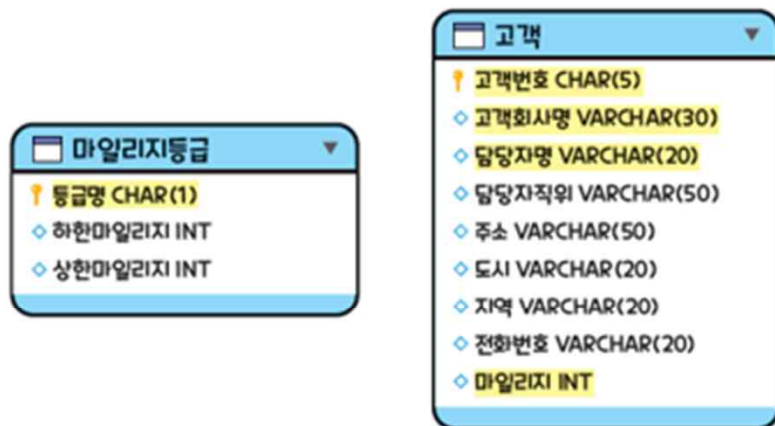 마일리지등급
등급명 CHAR(1)
하한마일리지 INT
상한마일리지 INT
고객
고객번호 CHAR(5)
고객회사명 VARCHAR(30)
담당자명 VARCHAR(20)
담당자직위 VARCHAR(50)
주소 VARCHAR(50)
도시 VARCHAR(20)
지역 VARCHAR(20)
전화번호 VARCHAR(20)
마일리지 INT